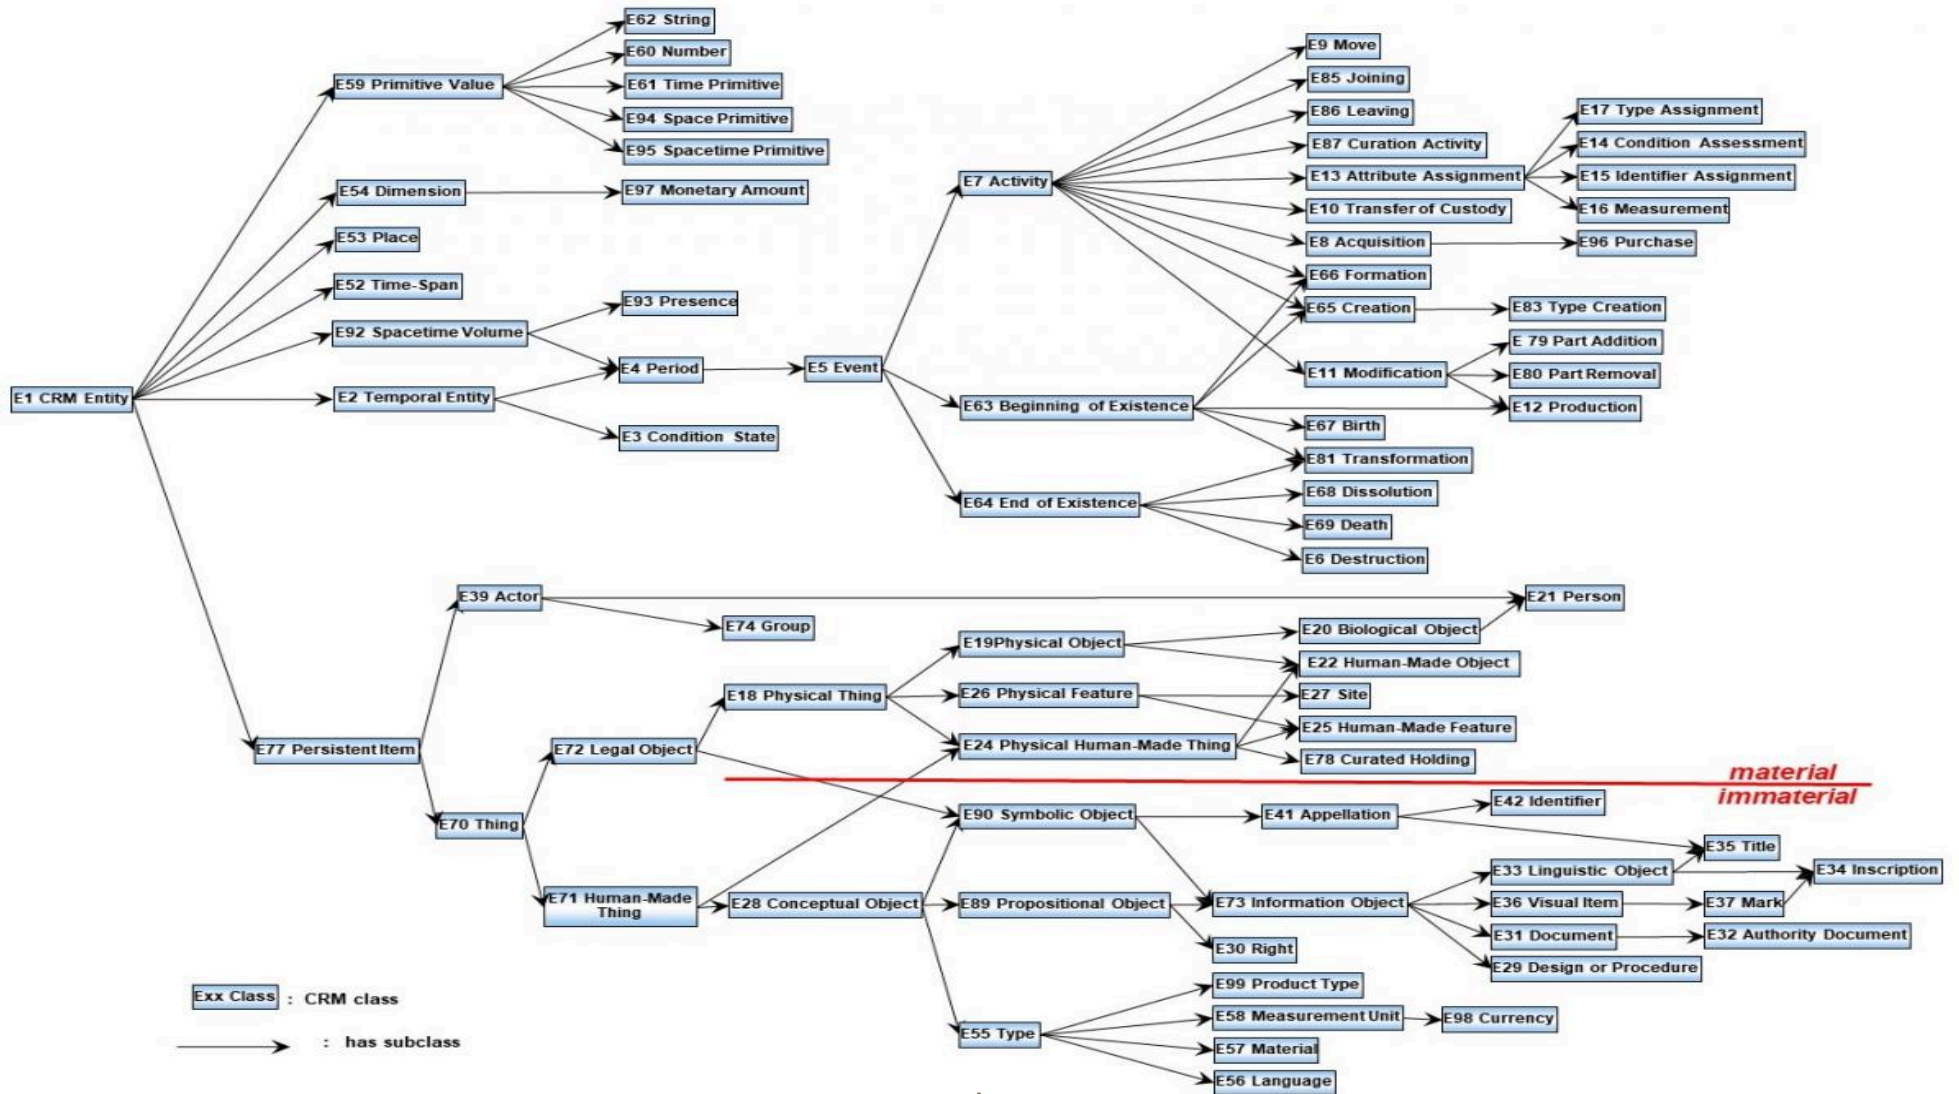 E62 String
E60 Number
E59 Primitive Value
E61 Time Primitive
E94 Space Primitive
E95 Spacetime Primitive
E54 Dimension
E97 Monetary Amount
E53 Place
E52 Time-Span
E93 Presence
E92 Spacetime Volume
E4 Period
E5 Event
E1 CRM Entity
E2 Temporal Entity
E3 Condition State
E9 Move
E85 Joining
E86 Leaving
E17 Type Assignment
E87 Curation Activity
E14 Condition Assessment
E7 Activity
E13 Attribute Assignment
E15 Identifier Assignment
E10 Transfer of Custody
E16 Measurement
E8 Acquisition
E96 Purchase
E66 Formation
E65 Creation
E83 Type Creation
E 79 Part Addition
E11 Modification
E80 Part Removal
E63 Beginning of Existence
E12 Production
E67 Birth
E81 Transformation
E64 End of Existence
E68 Dissolution
E69 Death
E6 Destruction
E39 Actor
E21 Person
E74 Group
E19Physical Object
E20 Biological Object
E22 Human-Made Object
E18 Physical Thing
E26 Physical Feature
E27 Site
E25 Human-Made Feature
E77 Persistent Item
E72 Legal Object
E24 Physical Human-Made Thing
E78 Curated Holding
material
immaterial
E70 Thing
E90 Symbolic Object
E41 Appellation
E42 Identifier
E35 Title
E33 Linguistic Object
E34 Inscription
E71 Human-Made
Thing
E28 Conceptual Object
E89 Propositional Object
E73 Information Object
E36 Visual Item
E37 Mark
E31 Document
E32 Authority Document
E30 Right
E29 Design or Procedure
E99 Product Type
E58 Measurement Unit
E98 Currency
E55 Type
E57 Material
E56 Language
Exx Class : CRM class
: has subclass